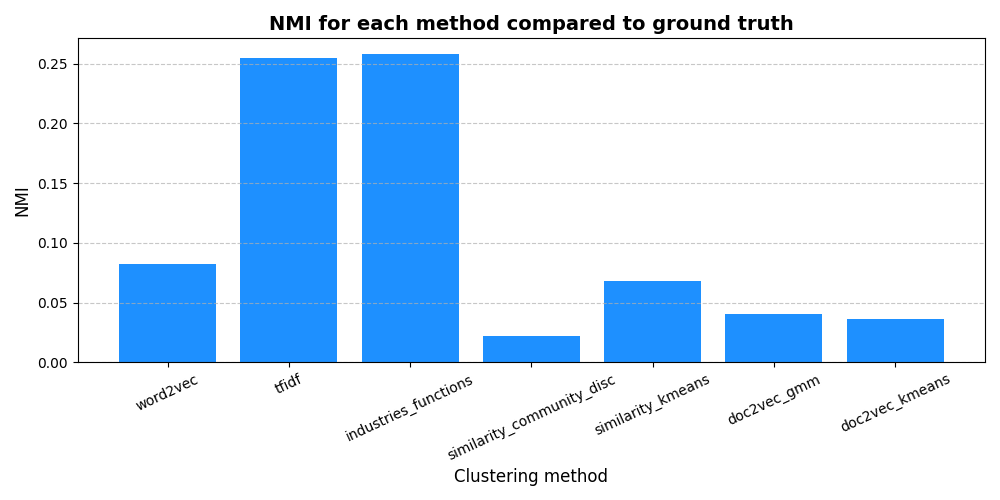 NMI for each method compared to ground truth
NMI
0.25
0.20
0.15
0.10
0.05
0.00
word2vec
tfidf
industries_functions
similarity_community_disc
similarity_kmeans
doc2vec_gmm
doc2vec_kmeans
Clustering method